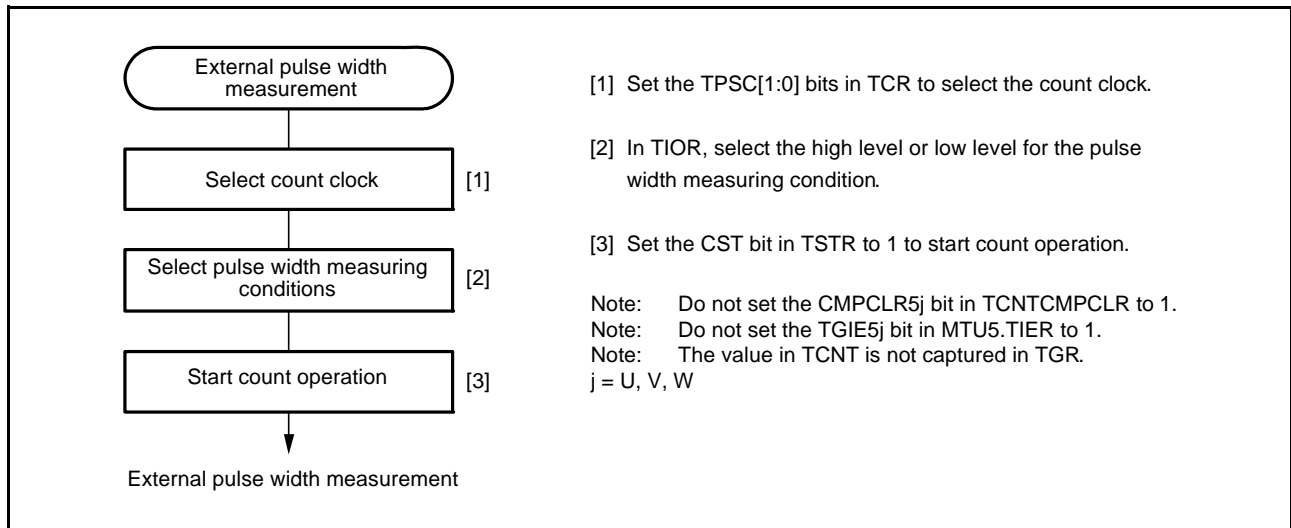 External pulse width
measurement
Select count clock
[1]
Select pulse width measuring
conditions
[2]
Start count operation
[3]
External pulse width measurement
[1] Set the TPSC[1:0] bits in TCR to select the count clock.
[2] In TIOR, select the high level or low level for the pulse
width measuring condition.
[3] Set the CST bit in TSTR to 1 to start count operation.
Note: Do not set the CMPCLR5j bit in TCNTCMPCLR to 1.
Note: Do not set the TGIE5j bit in MTU5.TIER to 1.
Note: The value in TCNT is not captured in TGR.
j = U, V, W